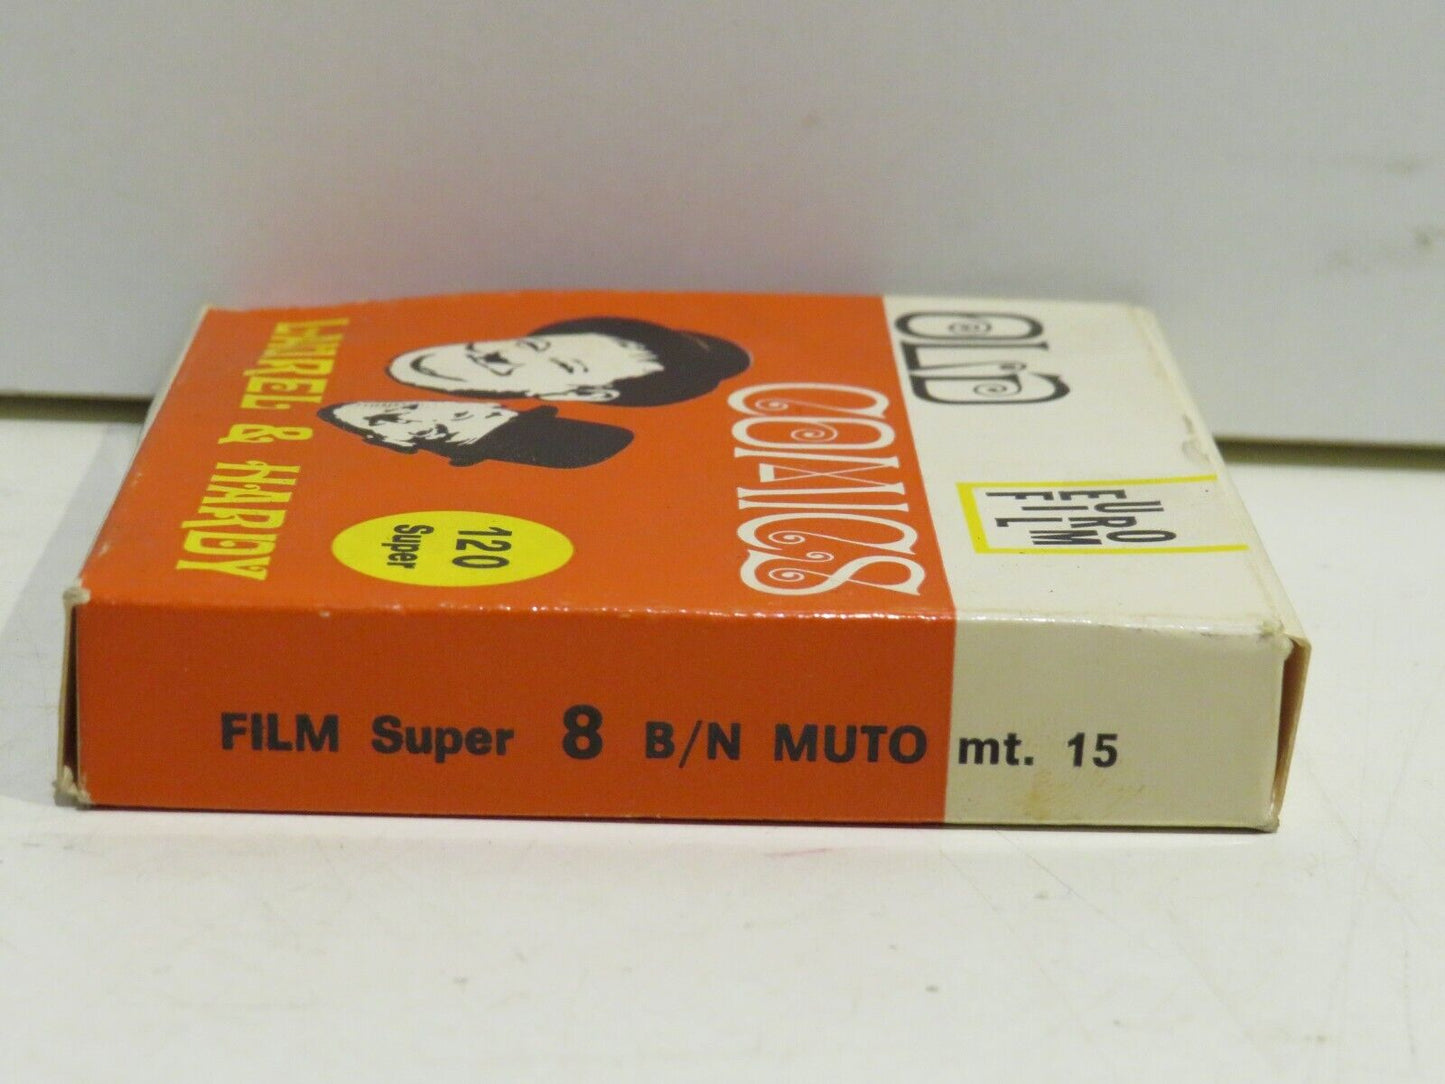 OLD
COMICS
EURO
FILM
LAUREL & HARDY
120
Super
FILM Super 8 B/N MUTO mt. 15